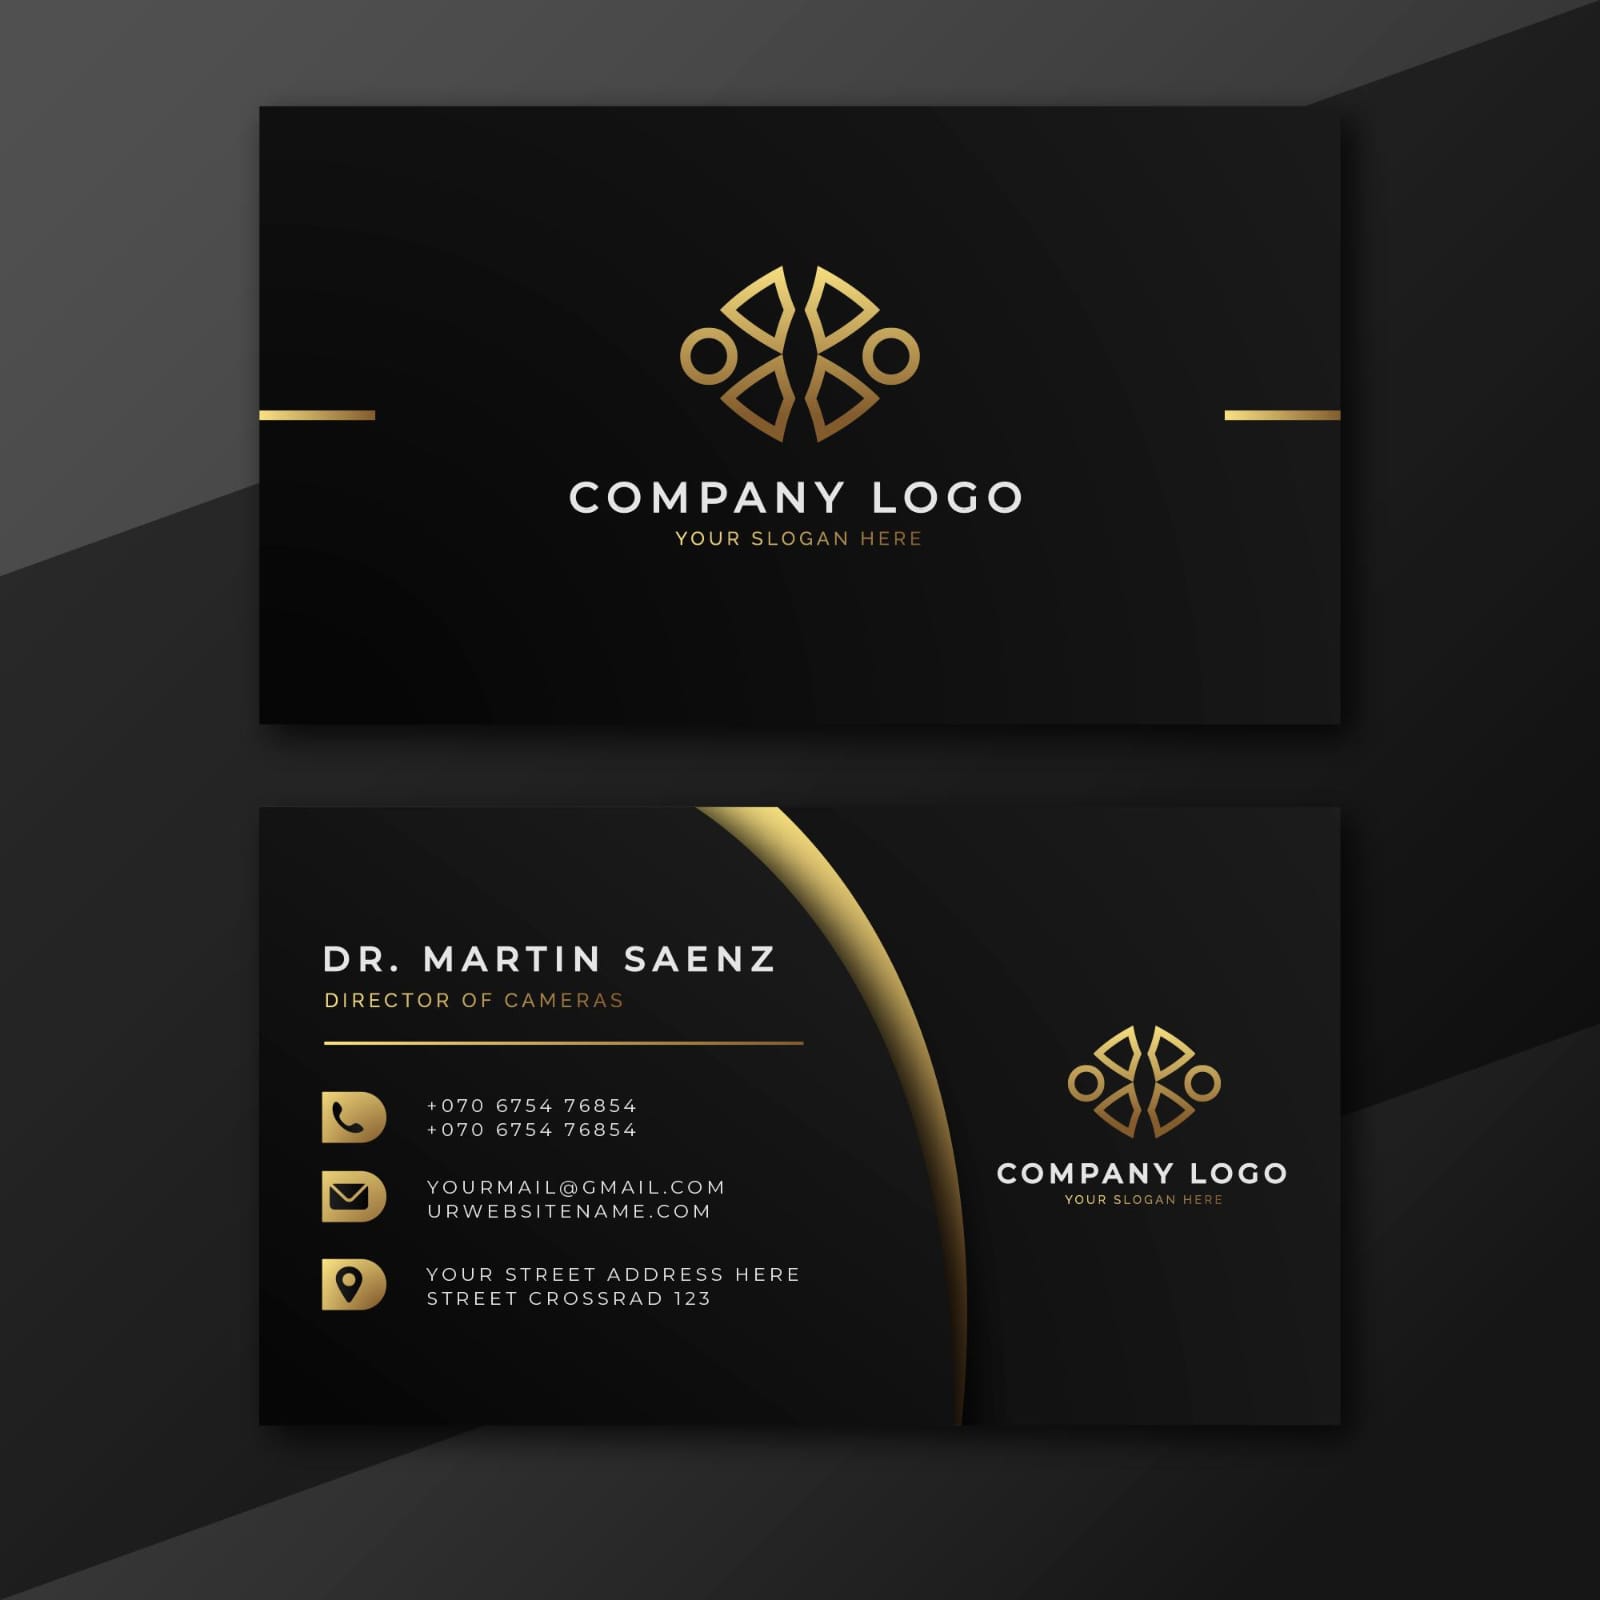 COMPANY LOGO
YOUR SLOGAN HERE
DR. MARTIN SAENZ
DIRECTOR OF CAMERAS
+070 6754 76854
+070 6754 76854
YOURMAIL@GMAIL.COM
URWEBSITENAME.COM
YOUR STREET ADDRESS HERE
STREET CROSSRAD 123
COMPANY LOGO
YOUR SLOGAN HERE